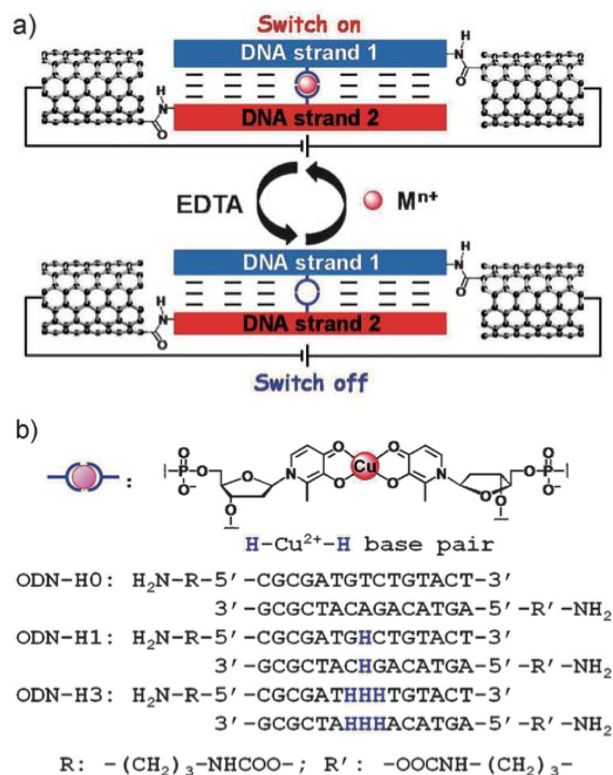 a)
Switch on
DNA strand 1
H
N
O
H
N
O
DNA strand 2
EDTA
Mⁿ⁺
DNA strand 1
H
N
O
H
N
O
DNA strand 2
Switch off
b)
:
O
P
O
O⁻
O
O
N
O
O
Cu
O
O
N
O
O
O
P
O
O⁻
H-Cu²⁺-H base pair
ODN-H0: H₂N-R-5'-CGCGATGTCTGTACT-3'
3'-GCGCTACAGACATGA-5'-R'-NH₂
ODN-H1: H₂N-R-5'-CGCGATGHCTGTACT-3'
3'-GCGCTACHGACATGA-5'-R'-NH₂
ODN-H3: H₂N-R-5'-CGCGATHHHTGTACT-3'
3'-GCGCTAHHHACATGA-5'-R'-NH₂
R: -(CH₂)₃-NHCOO-; R': -OOCNH-(CH₂)₃-